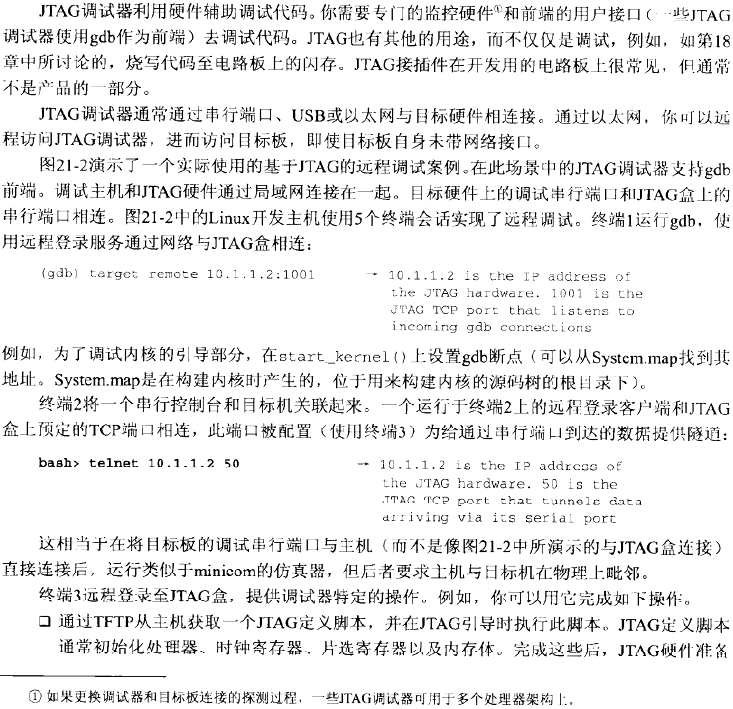 JTAG调试器利用硬件辅助调试代码。你需要专门的监控硬件①和前端的用户接口(一些JTAG
调试器使用gdb作为前端)去调试代码。JTAG也有其他的用途,而不仅仅是调试,例如,如第18
章中所讨论的,烧写代码至电路板上的闪存。JTAG接插件在开发用的电路板上很常见,但通常
不是产品的一部分。
JTAG调试器通常通过串行端口、USB或以太网与目标硬件相连接。通过以太网,你可以远
程访问JTAG调试器,进而访问目标板,即使目标板自身未带网络接口。
图21-2演示了一个实际使用的基于JTAG的远程调试案例。在此场景中的JTAG调试器支持gdb
前端。调试主机和JTAG硬件通过局域网连接在一起。目标硬件上的调试串行端口和JTAG盒上的
串行端口相连。图21-2中的Linux开发主机使用5个终端会话实现了远程调试。终端1运行gdb,使
用远程登录服务通过网络与JTAG盒相连:
(gdb) target remote 10.1.1.2:1001 → 10.1.1.2 is the IP address of
the JTAG hardware. 1001 is the
JTAG TCP port that listens to
incoming gdb connections
例如,为了调试内核的引导部分,在start_kernel()上设置gdb断点(可以从System.map找到其
地址。System.map是在构建内核时产生的,位于用来构建内核的源码树的根目录下)。
终端2将一个串行控制台和目标机关联起来。一个运行于终端2上的远程登录客户端和JTAG
盒上预定的TCP端口相连,此端口被配置(使用终端3)为给通过串行端口到达的数据提供隧道:
bash> telnet 10.1.1.2 50 → 10.1.1.2 is the IP address of
the JTAG hardware. 50 is the
JTAG TCP port that tunnels data
arriving via its serial port
这相当于在将目标板的调试串行端口与主机(而不是像图21-2中所演示的与JTAG盒连接)
直接连接后,运行类似于minicom的仿真器,但后者要求主机与目标机在物理上毗邻。
终端3远程登录至JTAG盒,提供调试器特定的操作。例如,你可以用它完成如下操作。
❑ 通过TFTP从主机获取一个JTAG定义脚本,并在JTAG引导时执行此脚本。JTAG定义脚本
通常初始化处理器、时钟寄存器、片选寄存器以及内存体。完成这些后,JTAG硬件准备
① 如果更换调试器和目标板连接的探测过程,一些JTAG调试器可用于多个处理器架构上。